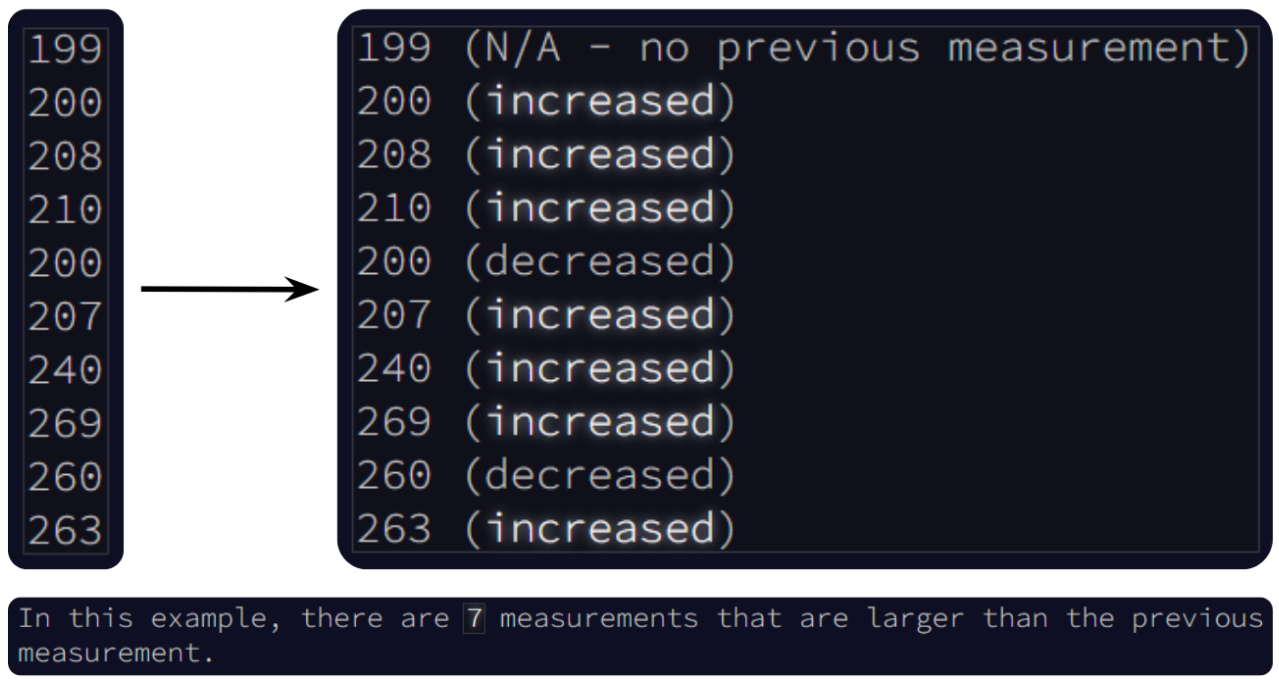 199
200
208
210
200
207
240
269
260
263
199 (N/A - no previous measurement)
200 (increased)
208 (increased)
210 (increased)
200 (decreased)
207 (increased)
240 (increased)
269 (increased)
260 (decreased)
263 (increased)
In this example, there are 7 measurements that are larger than the previous
measurement.